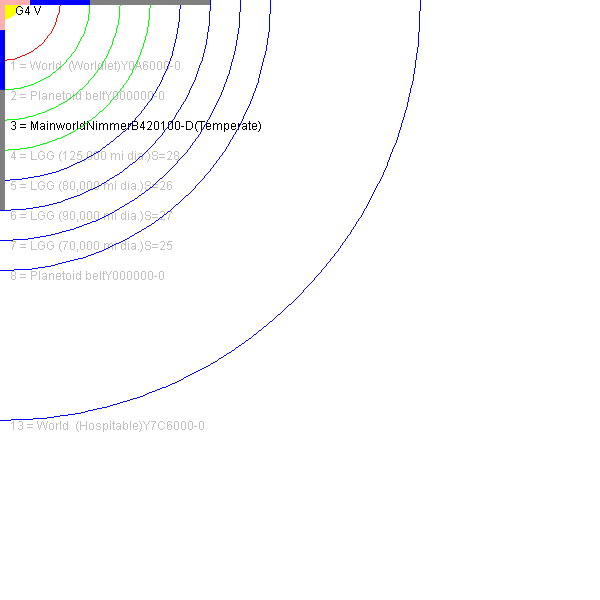 G4 V
1 = World  (Worldlet)Y0A6000-0
2 = Planetoid beltY000000-0
3 = MainworldNimmerB420100-D(Temperate)
4 = LGG (125,000 mi dia.)S=28
5 = LGG (80,000 mi dia.)S=26
6 = LGG (90,000 mi dia.)S=27
7 = LGG (70,000 mi dia.)S=25
8 = Planetoid beltY000000-0
13 = World  (Hospitable)Y7C6000-0